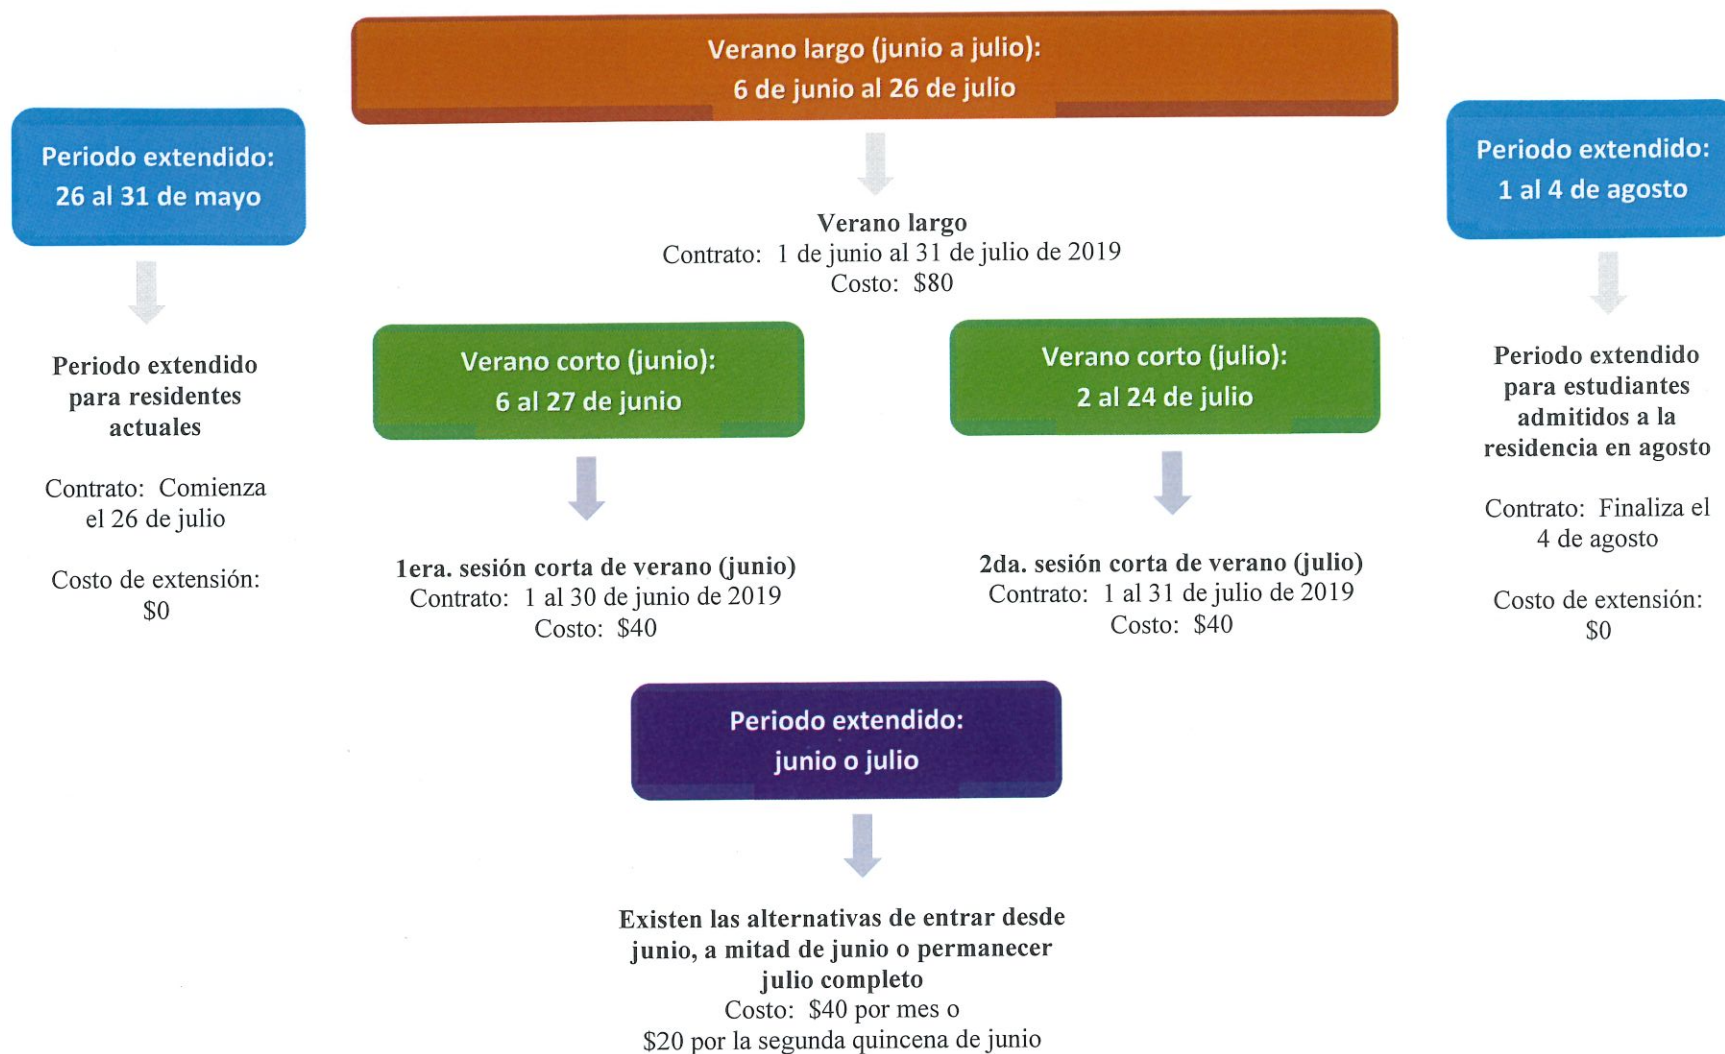 Verano largo (junio a julio):
6 de junio al 26 de julio
Periodo extendido:
26 al 31 de mayo
Periodo extendido:
1 al 4 de agosto
Verano largo
Contrato: 1 de junio al 31 de julio de 2019
Costo: $80
Periodo extendido
para residentes
actuales
Contrato: Comienza
el 26 de julio
Costo de extensión:
$0
Verano corto (junio):
6 al 27 de junio
1era. sesión corta de verano (junio)
Contrato: 1 al 30 de junio de 2019
Costo: $40
Verano corto (julio):
2 al 24 de julio
2da. sesión corta de verano (julio)
Contrato: 1 al 31 de julio de 2019
Costo: $40
Periodo extendido
para estudiantes
admitidos a la
residencia en agosto
Contrato: Finaliza el
4 de agosto
Costo de extensión:
$0
Periodo extendido:
junio o julio
Existen las alternativas de entrar desde
junio, a mitad de junio o permanecer
julio completo
Costo: $40 por mes o
$20 por la segunda quincena de junio